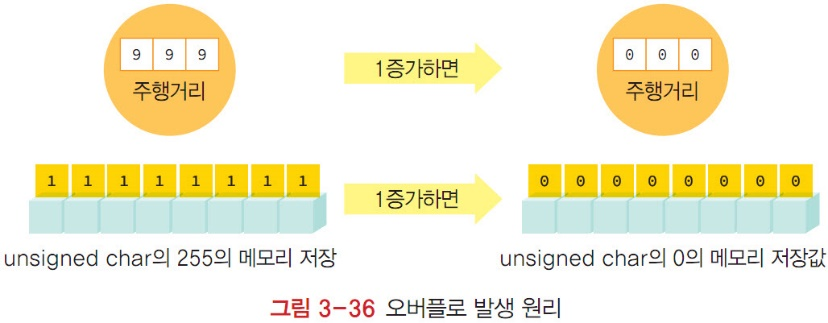 9 9 9
주행거리
1증가하면
0 0 0
주행거리
1 1 1 1 1 1 1 1
unsigned char의 255의 메모리 저장
1증가하면
0 0 0 0 0 0 0 0
unsigned char의 0의 메모리 저장값
그림 3-36 오버플로 발생 원리